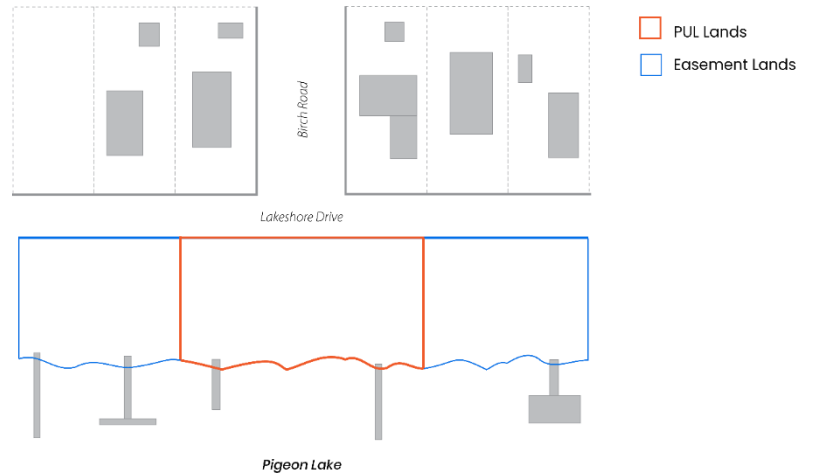 PUL Lands
Easement Lands
Birch Road
Lakeshore Drive
Pigeon Lake